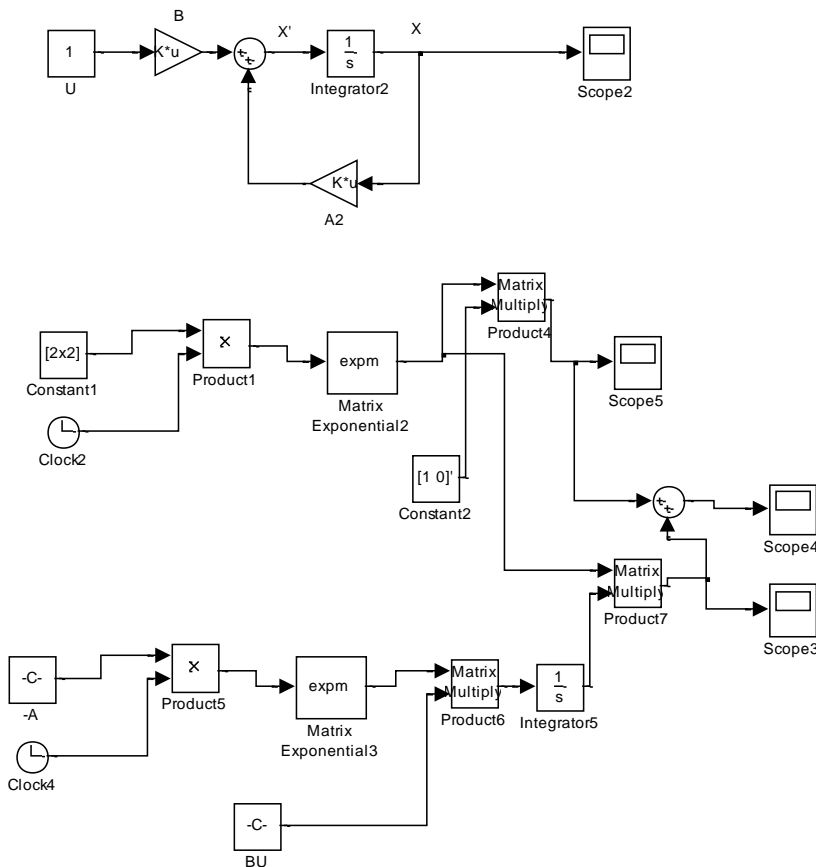 B
X'
X
1
K*u
1
s
U
Integrator2
Scope2
K*u
A2
Matrix
Multiply
Product4
[2x2]
×
expm
Constant1
Product1
Matrix
Exponential2
Scope5
Clock2
[1 0]'
Constant2
Scope4
Matrix
Multiply
Product7
Scope3
-C-
×
expm
Matrix
Multiply
1
s
-A
Product5
Matrix
Exponential3
Product6
Integrator5
Clock4
-C-
BU